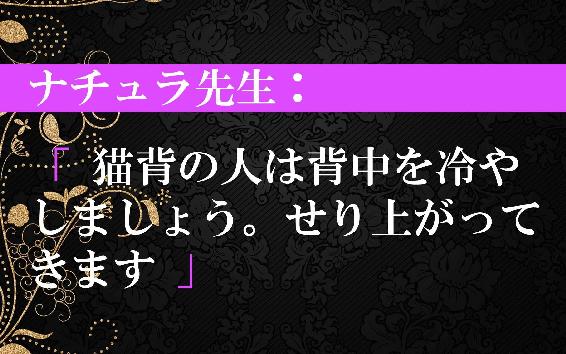 ナチュラ先生：
「 猫背の人は背中を冷や
しましょう。せり上がって
きます 」